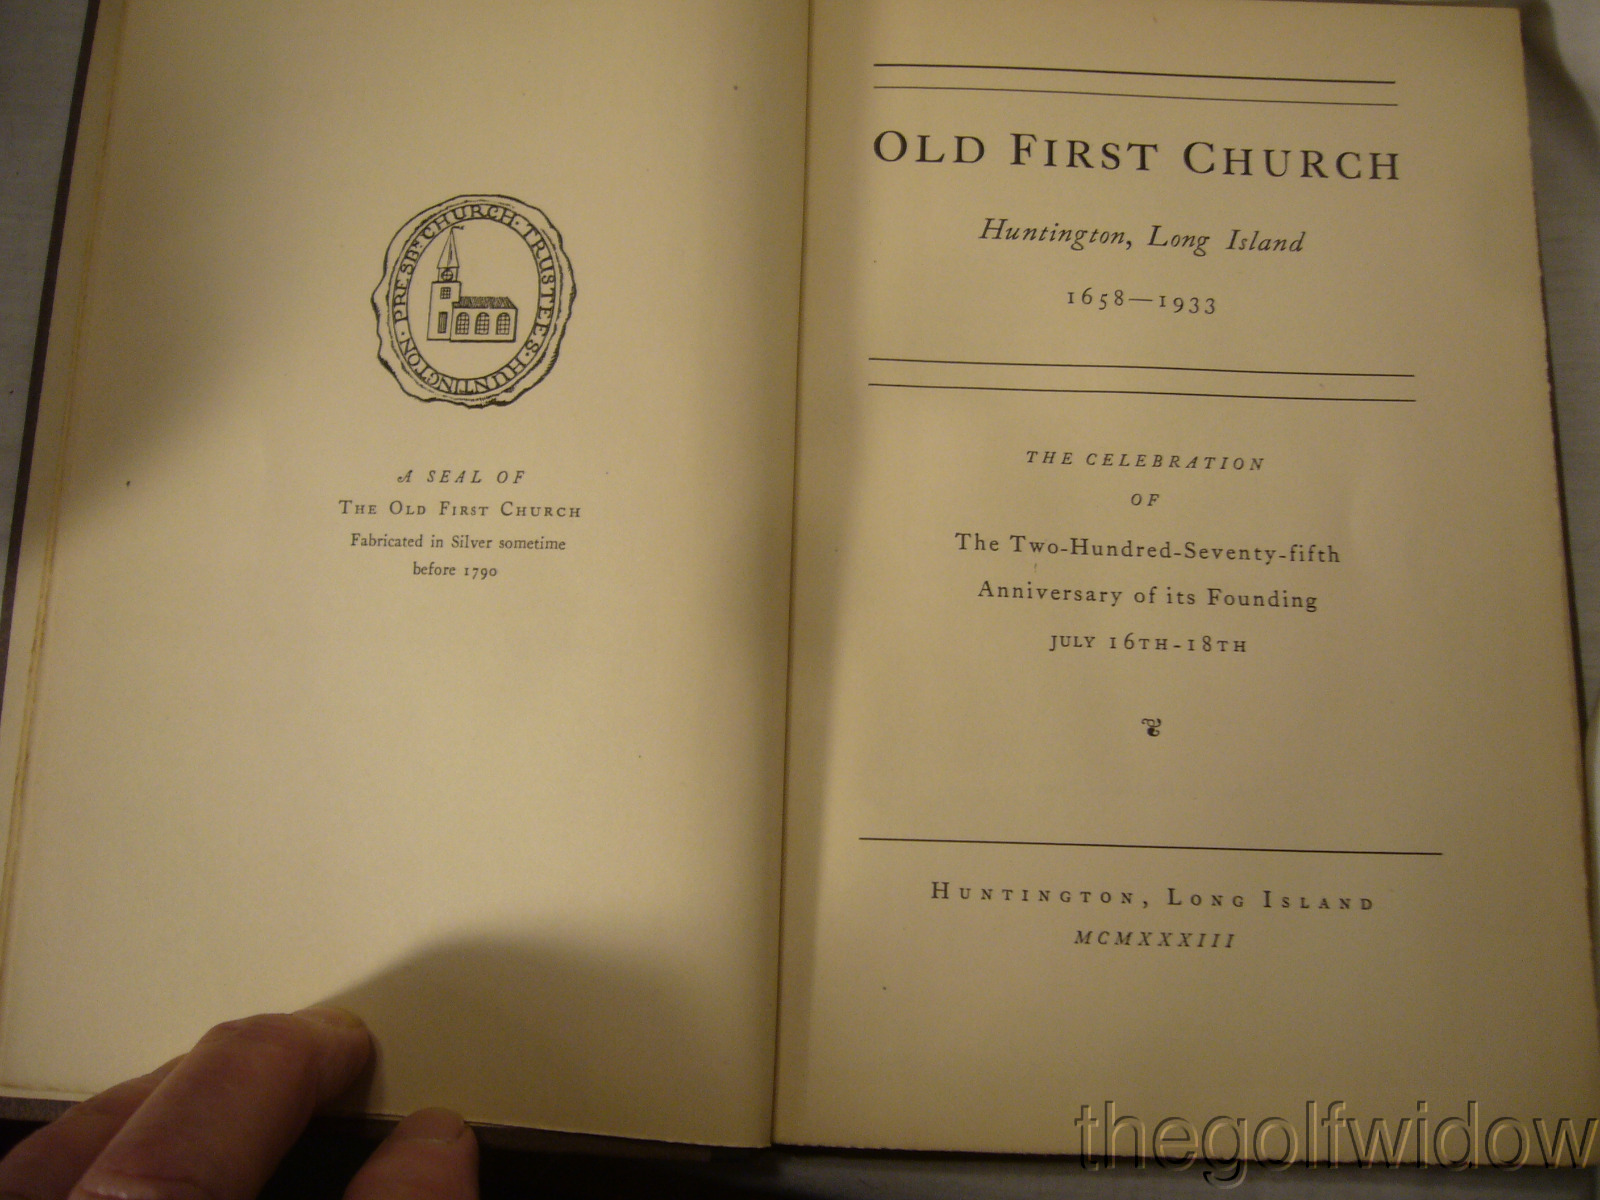 PRESBN CHURCH · TRUSTEES · HUNTINGTON ·
A SEAL OF
THE OLD FIRST CHURCH
Fabricated in Silver sometime
before 1790
OLD FIRST CHURCH
Huntington, Long Island
1658—1933
THE CELEBRATION
OF
The Two-Hundred-Seventy-fifth
Anniversary of its Founding
JULY 16TH-18TH
HUNTINGTON, LONG ISLAND
MCMXXXIII
thegolfwidow